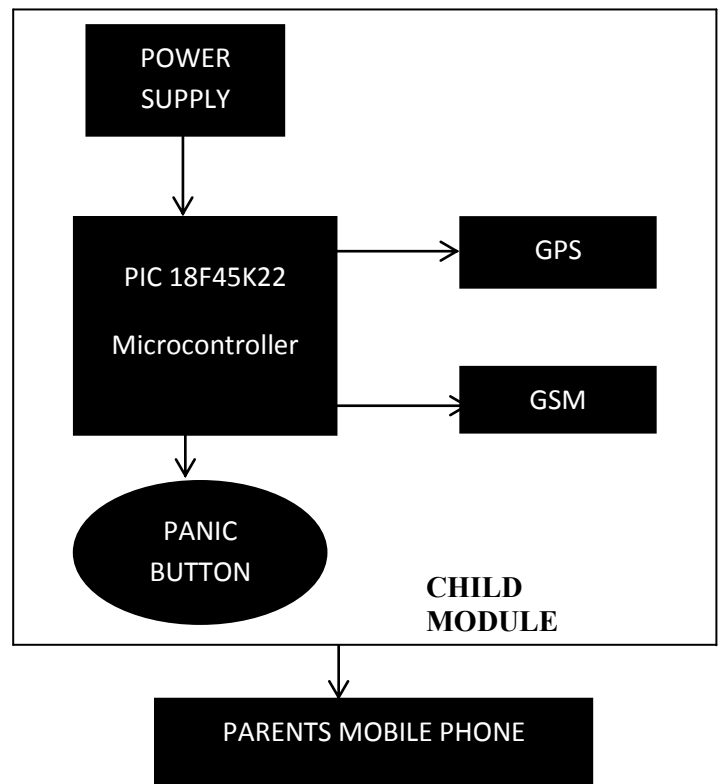 POWER
SUPPLY
PIC 18F45K22
Microcontroller
GPS
GSM
PANIC
BUTTON
CHILD
MODULE
PARENTS MOBILE PHONE